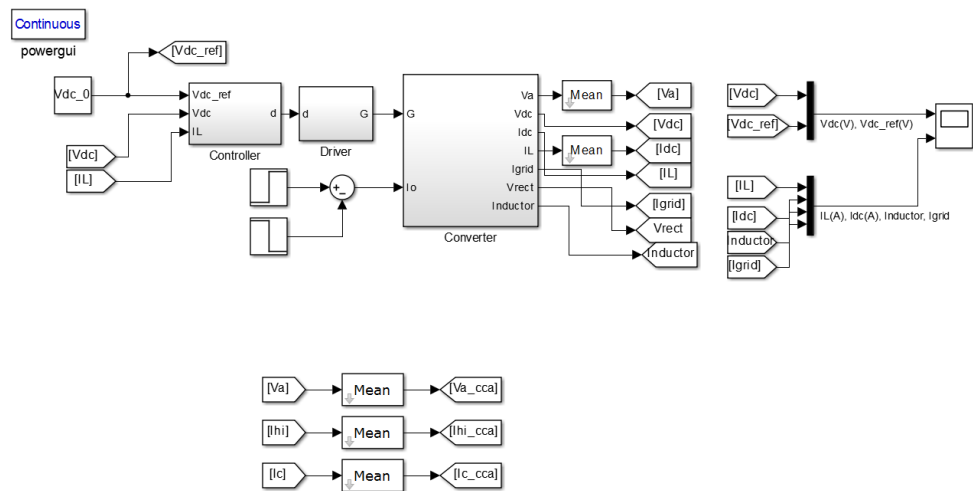 Continuous
powergui
[Vdc_ref]
Vdc_0
Vdc_ref
Vdc
IL
d
Controller
[Vdc]
[IL]
d
G
Driver
G
Io
Va
Vdc
Idc
IL
Igrid
Vrect
Inductor
Converter
+
-
Mean
Mean
[Va]
[Vdc]
[Idc]
[IL]
[Igrid]
Vrect
Inductor
[Vdc]
[Vdc_ref]
Vdc(V), Vdc_ref(V)
[IL]
[Idc]
Inductor
[Igrid]
IL(A), Idc(A), Inductor, Igrid
[Va]
Mean
[Va_cca]
[Ihi]
Mean
[Ihi_cca]
[Ic]
Mean
[Ic_cca]